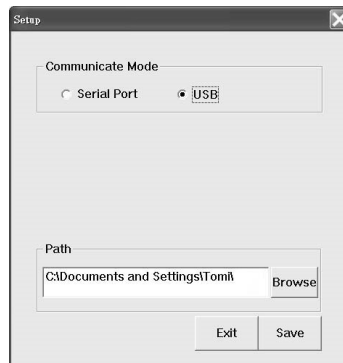 Setup
Communicate Mode
Serial Port USB
Path
C:\Documents and Settings\Tomi\
Browse
Exit Save